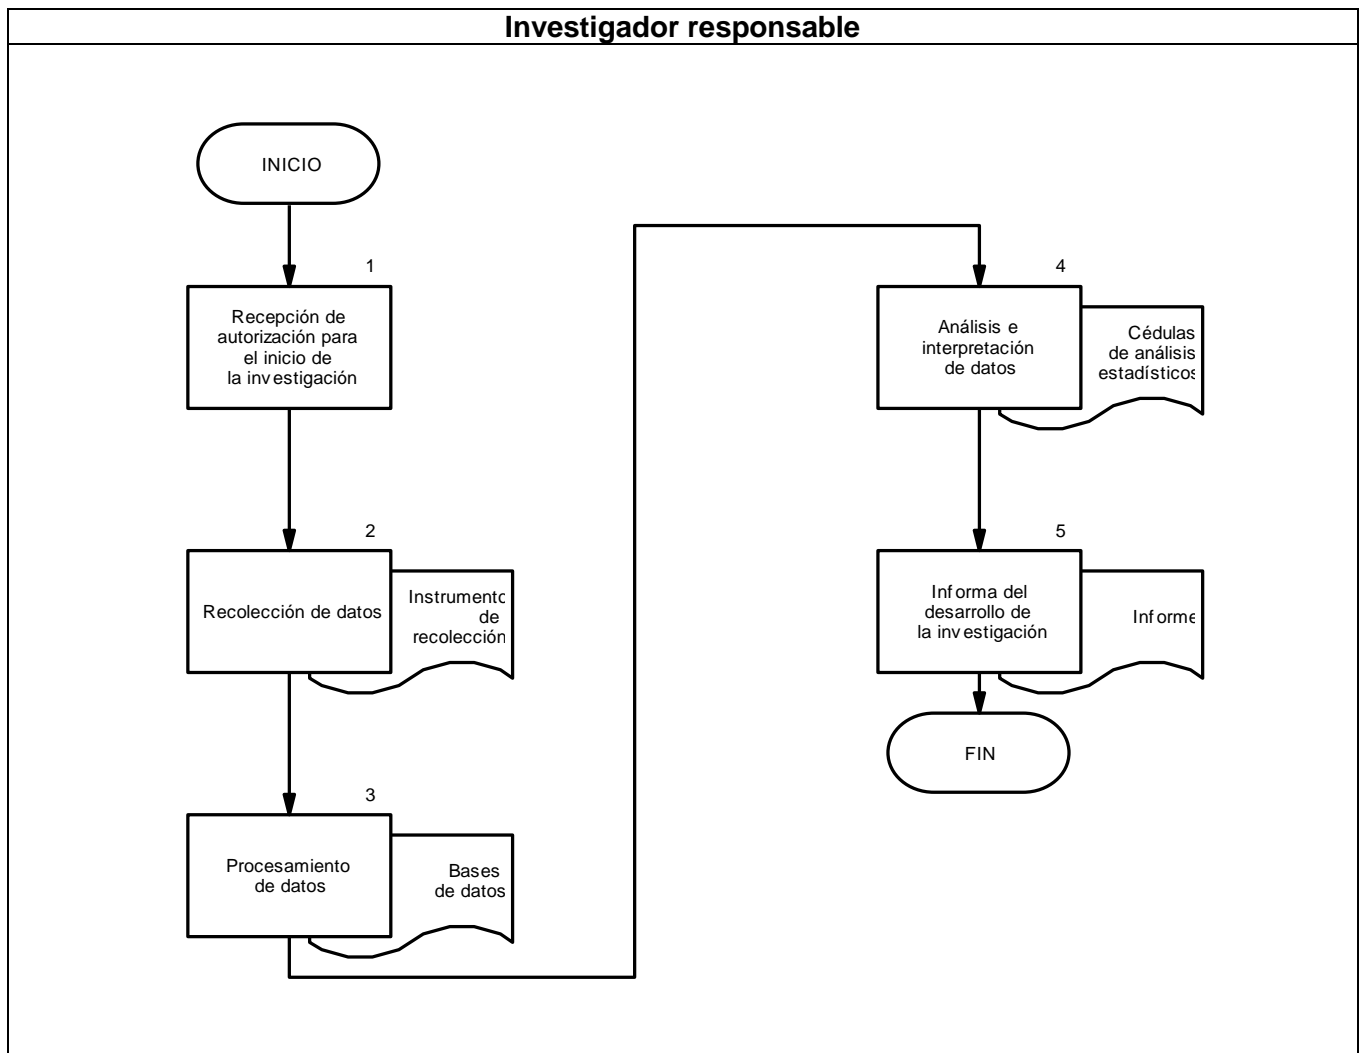 Investigador responsable
INICIO
1
Recepción de
autorización para
el inicio de
la investigación
2
Recolección de datos
Instrumento
de
recolección
3
Procesamiento
de datos
Bases
de datos
4
Análisis e
interpretación
de datos
Cédulas
de análisis
estadísticos
5
Informa del
desarrollo de
la investigación
Informe
FIN